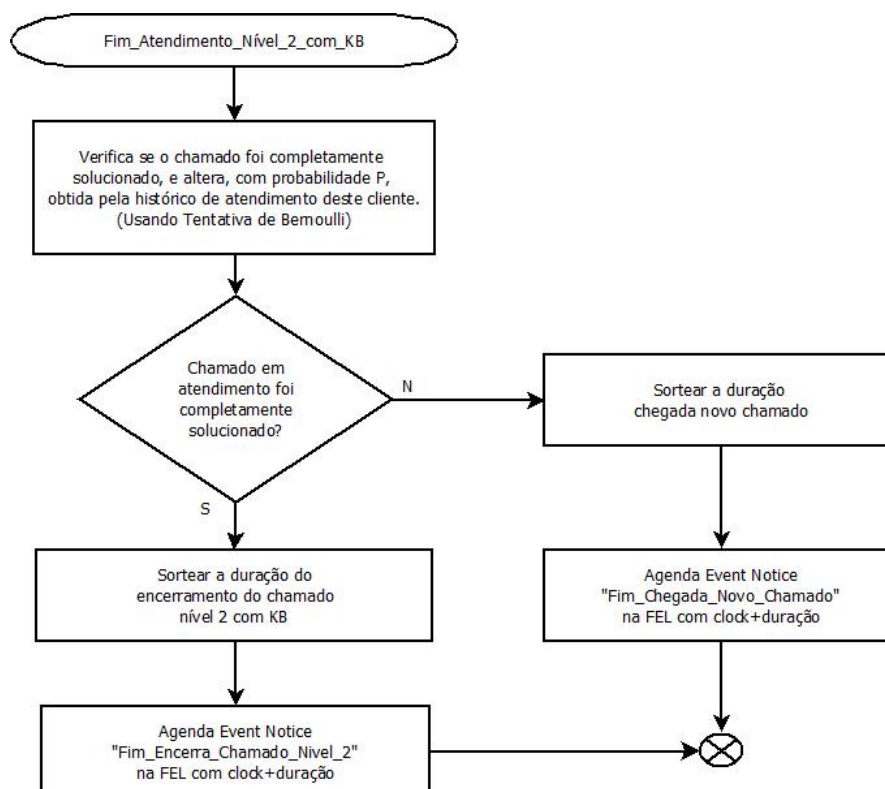 Fim_Atendimento_Nível_2_com_KB
Verifica se o chamado foi completamente
solucionado, e altera, com probabilidade P,
obtida pela histórico de atendimento deste cliente.
(Usando Tentativa de Bernoulli)
Chamado em
atendimento foi
completamente
solucionado?
N
Sortear a duração
chegada novo chamado
S
Sortear a duração do
encerramento do chamado
nível 2 com KB
Agenda Event Notice
"Fim_Chegada_Novo_Chamado"
na FEL com clock+duração
Agenda Event Notice
"Fim_Encerra_Chamado_Nivel_2"
na FEL com clock+duração